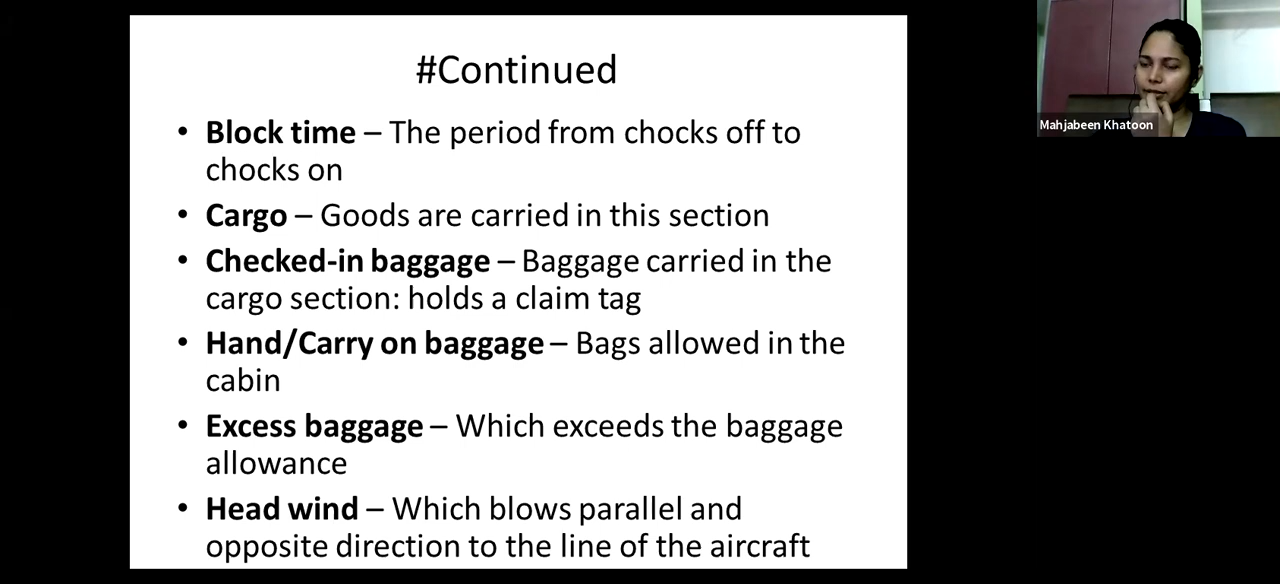 #Continued
• Block time – The period from chocks off to
chocks on
• Cargo – Goods are carried in this section
• Checked-in baggage – Baggage carried in the
cargo section: holds a claim tag
• Hand/Carry on baggage – Bags allowed in the
cabin
• Excess baggage – Which exceeds the baggage
allowance
• Head wind – Which blows parallel and
opposite direction to the line of the aircraft
Mahjabeen Khatoon